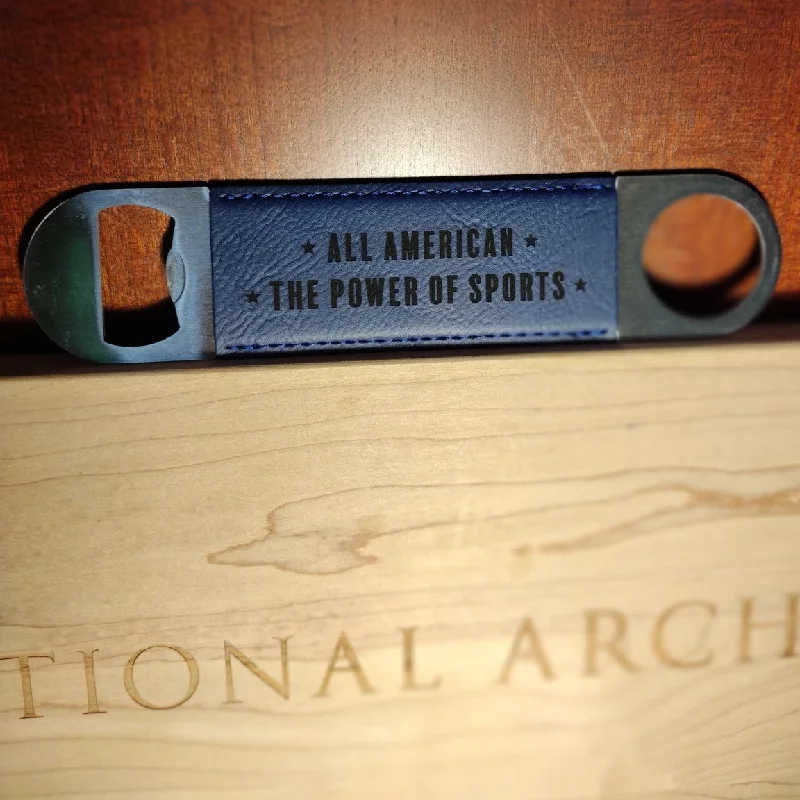 ★ ALL AMERICAN ★
★ THE POWER OF SPORTS ★
TIONAL ARCH